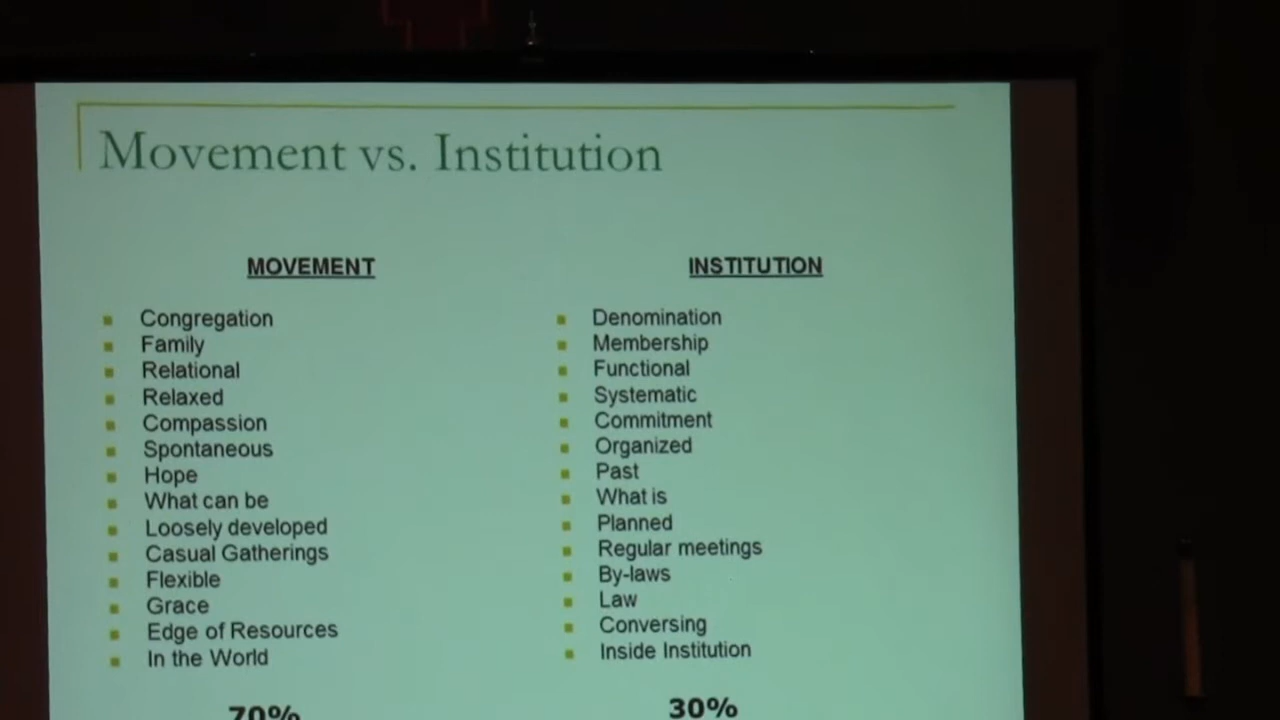 Movement vs. Institution
MOVEMENT
Congregation
Family
Relational
Relaxed
Compassion
Spontaneous
Hope
What can be
Loosely developed
Casual Gatherings
Flexible
Grace
Edge of Resources
In the World
70%
INSTITUTION
Denomination
Membership
Functional
Systematic
Commitment
Organized
Past
What is
Planned
Regular meetings
By-laws
Law
Conversing
Inside Institution
30%